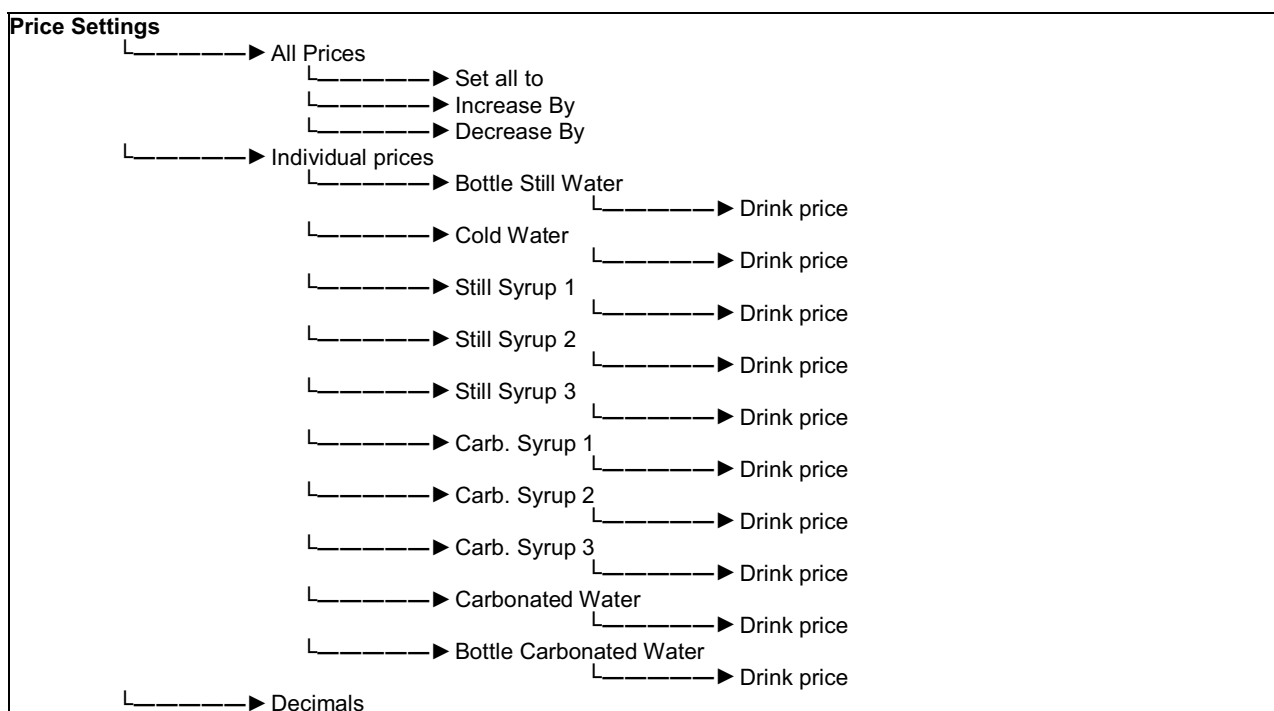 Price Settings
All Prices
Set all to
Increase By
Decrease By
Individual prices
Bottle Still Water
Drink price
Cold Water
Drink price
Still Syrup 1
Drink price
Still Syrup 2
Drink price
Still Syrup 3
Drink price
Carb. Syrup 1
Drink price
Carb. Syrup 2
Drink price
Carb. Syrup 3
Drink price
Carbonated Water
Drink price
Bottle Carbonated Water
Drink price
Decimals